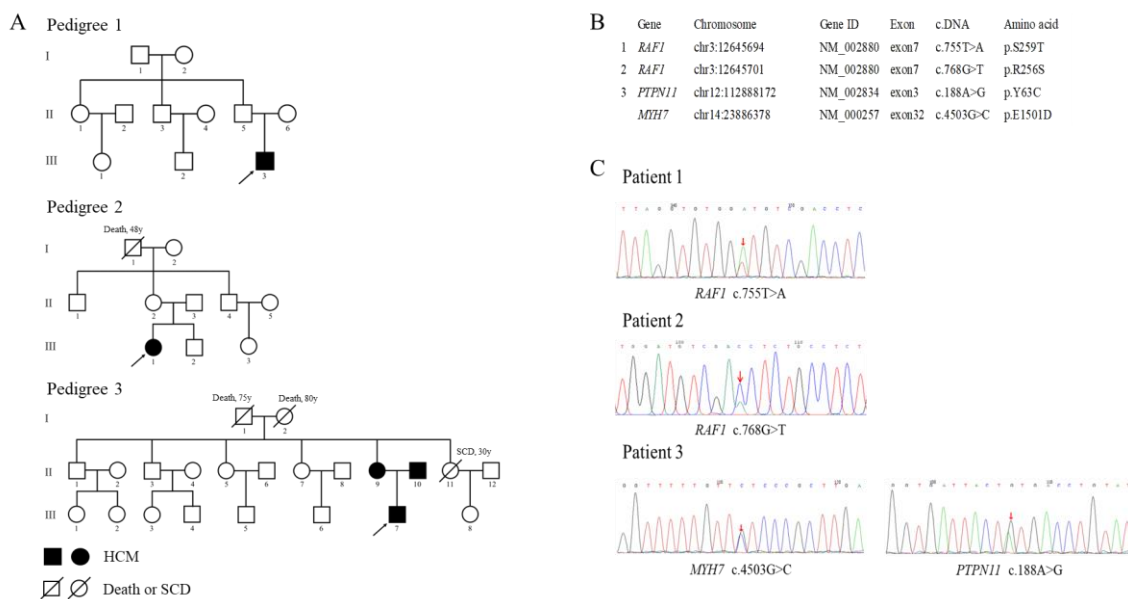 A
Pedigree 1
I
1 2
II
1 2 3 4 5 6
III
1 2 3
Pedigree 2
Death, 48y
I
1 2
II
1 2 3 4 5
III
1 2 3
Pedigree 3
Death, 75y Death, 80y
I
1 2
SCD, 30y
II
1 2 3 4 5 6 7 8 9 10 11 12
III
1 2 3 4 5 6 7 8
HCM
Death or SCD
B
Gene Chromosome Gene ID Exon c.DNA Amino acid
1 RAF1 chr3:12645694 NM_002880 exon7 c.755T>A p.S259T
2 RAF1 chr3:12645701 NM_002880 exon7 c.768G>T p.R256S
3 PTPN11 chr12:112888172 NM_002834 exon3 c.188A>G p.Y63C
MYH7 chr14:23886378 NM_000257 exon32 c.4503G>C p.E1501D
C
Patient 1
RAF1 c.755T>A
Patient 2
RAF1 c.768G>T
Patient 3
MYH7 c.4503G>C
PTPN11 c.188A>G